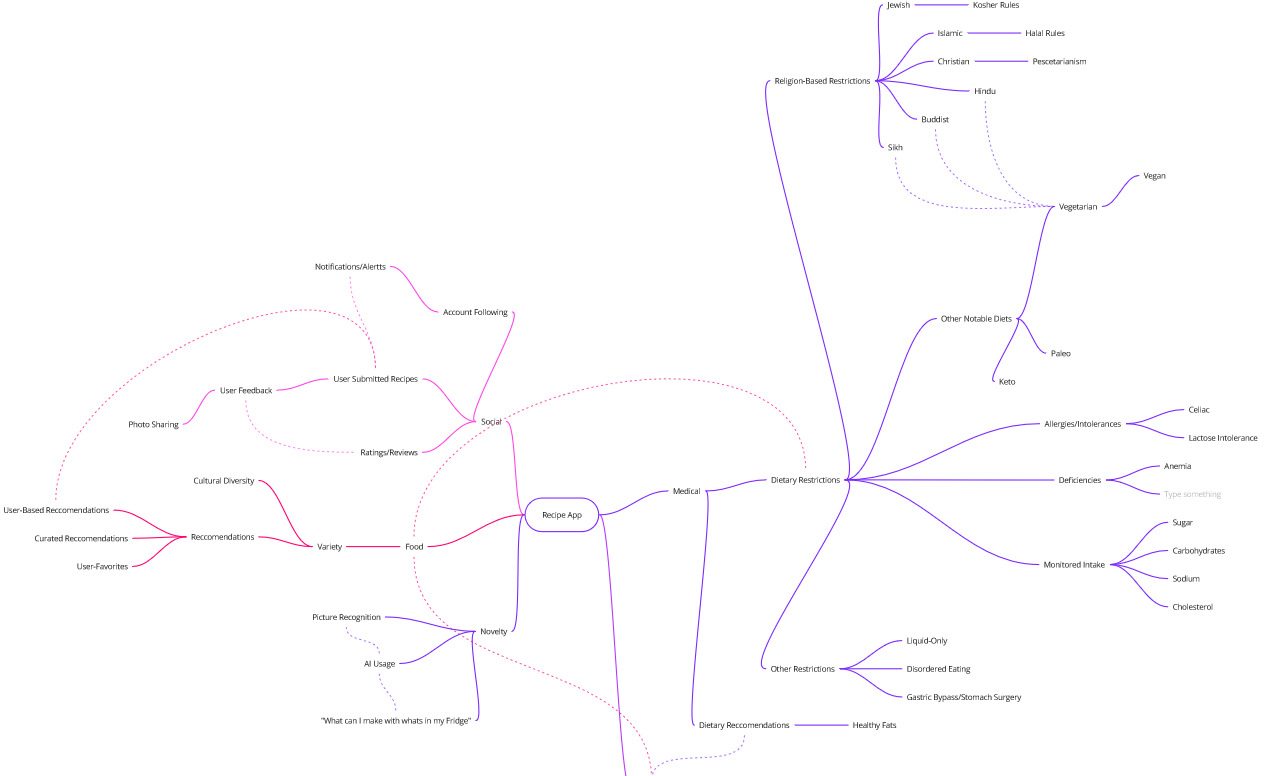 Jewish
Kosher Rules
Islamic
Halal Rules
Christian
Pescetarianism
Religion-Based Restrictions
Hindu
Buddist
Sikh
Vegan
Vegetarian
Notifications/Alertts
Account Following
Other Notable Diets
Paleo
User Submitted Recipes
Keto
User Feedback
Photo Sharing
Social
Celiac
Allergies/Intolerances
Lactose Intolerance
Ratings/Reviews
Cultural Diversity
Dietary Restrictions
Anemia
Deficiencies
Type something
Medical
User-Based Reccomendations
Recipe App
Sugar
Curated Reccomendations
Reccomendations
Variety
Food
Carbohydrates
Monitored Intake
User-Favorites
Sodium
Cholesterol
Picture Recognition
Novelty
Liquid-Only
AI Usage
Other Restrictions
Disordered Eating
Gastric Bypass/Stomach Surgery
"What can I make with whats in my Fridge"
Dietary Reccomendations
Healthy Fats